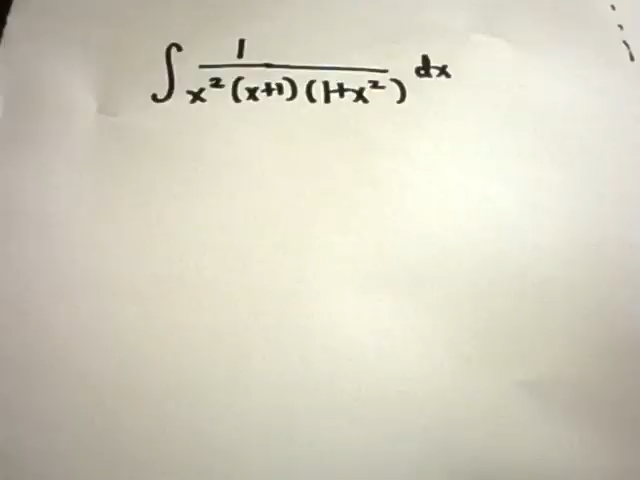 ∫ 1 / x² (x+1) (1+x²) dx